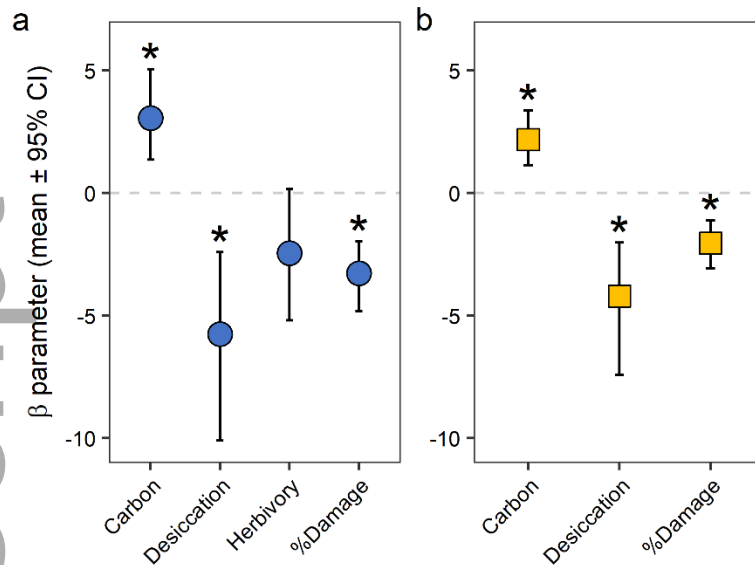 a
b
β parameter (mean ± 95% CI)
*
*
*
*
*
*
5
0
-5
-10
5
0
-5
-10
Carbon
Desiccation
Herbivory
%Damage
Carbon
Desiccation
%Damage